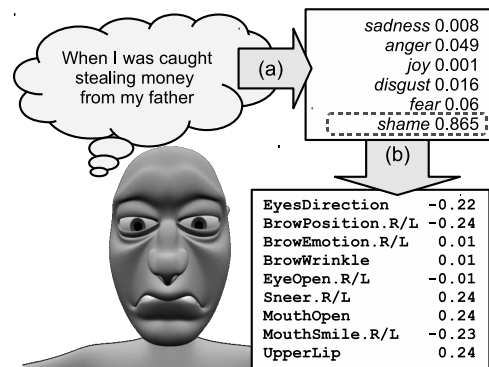 When I was caught
stealing money
from my father
(a)
sadness 0.008
anger 0.049
joy 0.001
disgust 0.016
fear 0.06
shame 0.865
(b)
EyesDirection -0.22
BrowPosition.R/L -0.24
BrowEmotion.R/L 0.01
BrowWrinkle 0.01
EyeOpen.R/L -0.01
Sneer.R/L 0.24
MouthOpen 0.24
MouthSmile.R/L -0.23
UpperLip 0.24